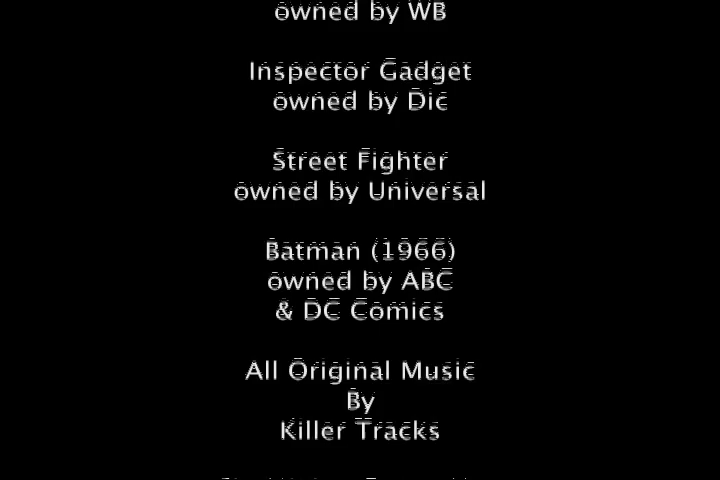 owned by WB
Inspector Gadget
owned by Dic
Street Fighter
owned by Universal
Batman (1966)
owned by ABC
& DC Comics
All Original Music
By
Killer Tracks